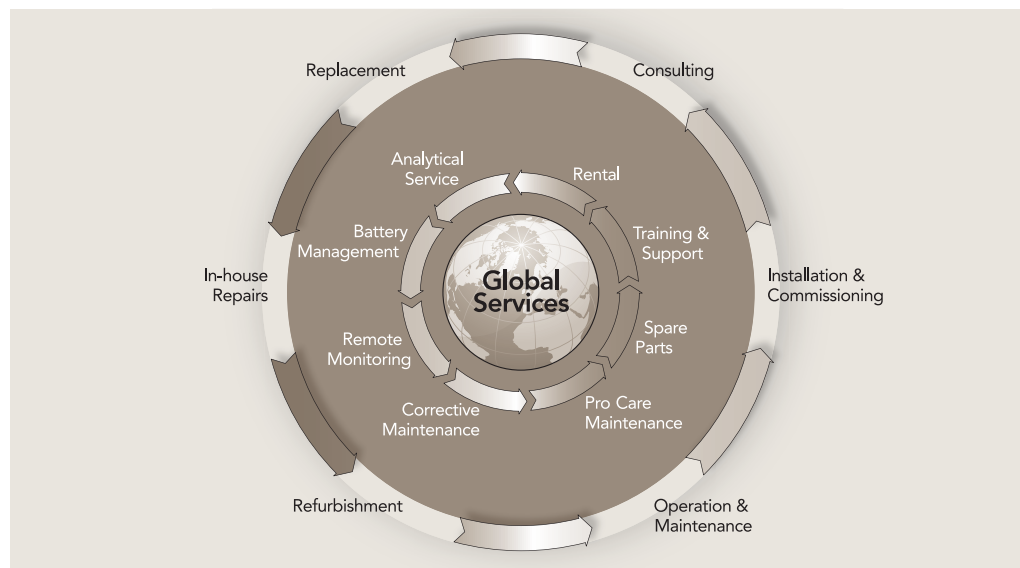 Replacement
Consulting
Analytical
Service
Rental
Battery
Management
Training &
Support
In-house
Repairs
Global
Services
Installation &
Commissioning
Remote
Monitoring
Spare
Parts
Corrective
Maintenance
Pro Care
Maintenance
Refurbishment
Operation &
Maintenance